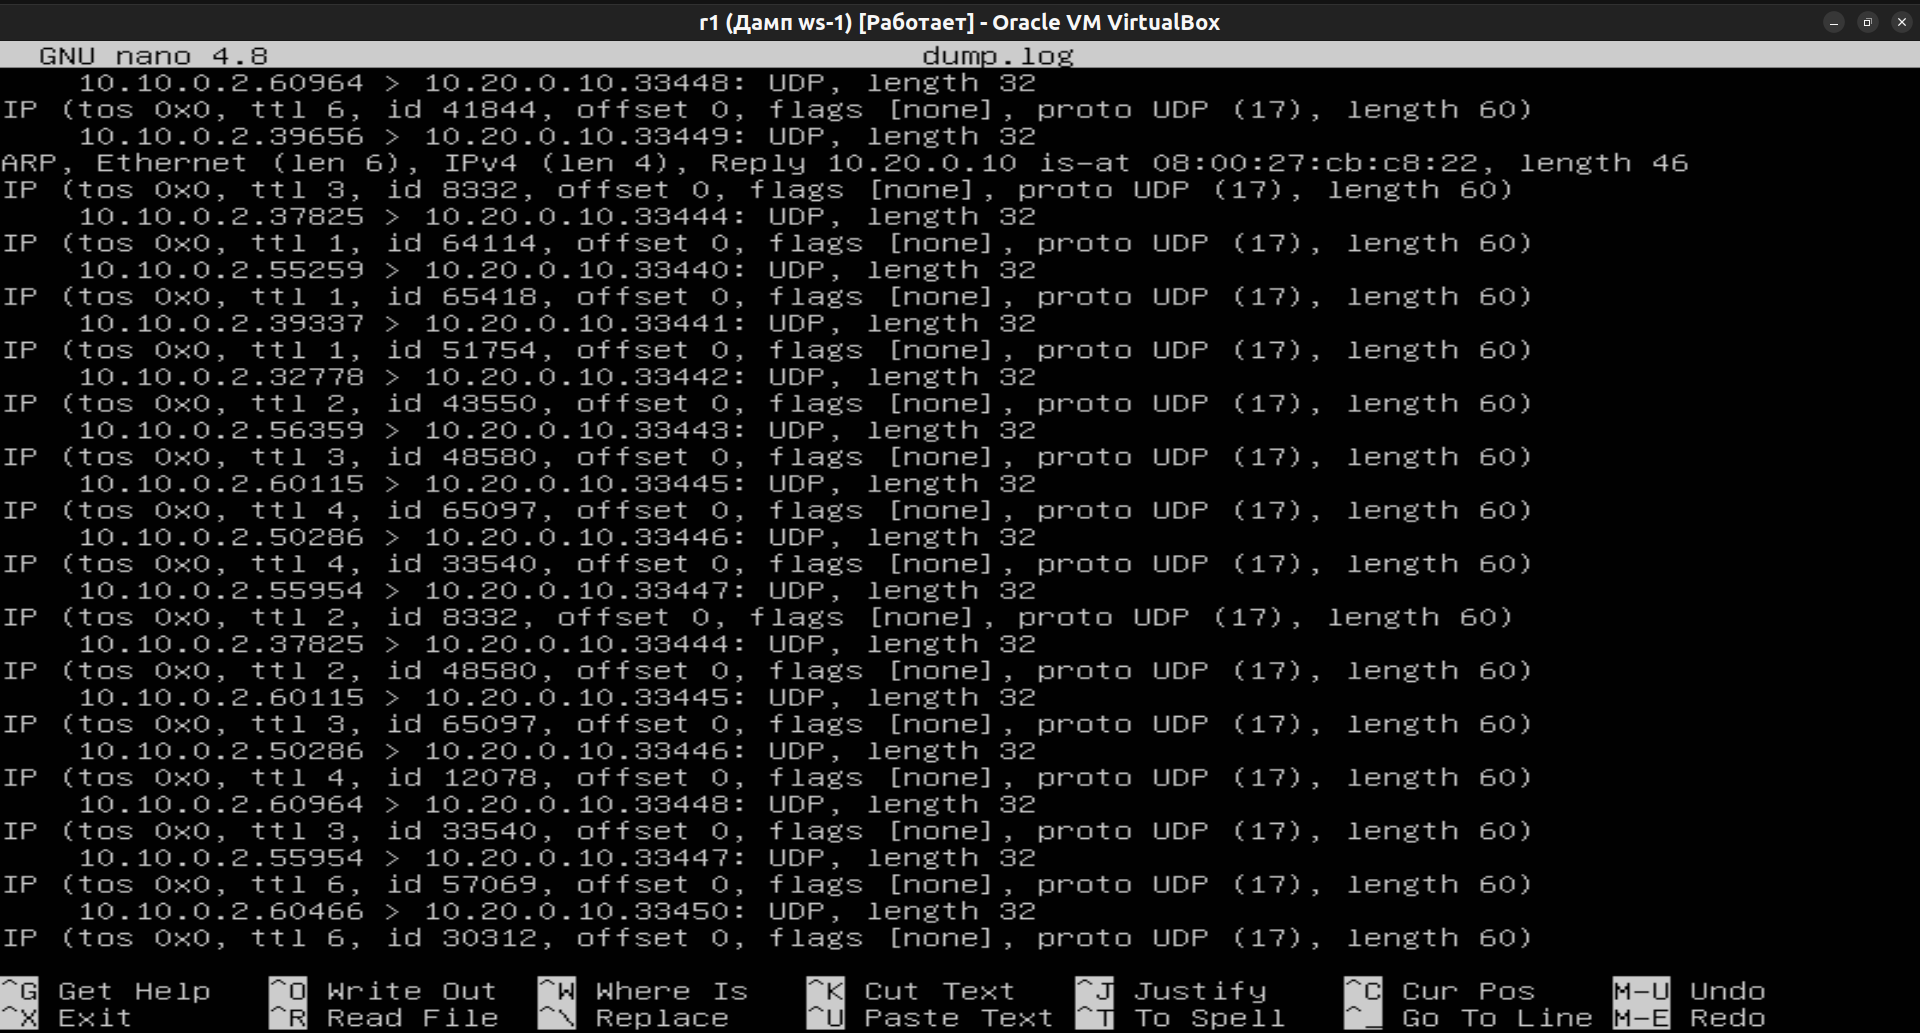 r1 (Дамп ws-1) [Работает] - Oracle VM VirtualBox
GNU nano 4.8 dump.log
10.10.0.2.60964 > 10.20.0.10.33448: UDP, length 32
IP (tos 0x0, ttl 6, id 41844, offset 0, flags [none], proto UDP (17), length 60)
10.10.0.2.39656 > 10.20.0.10.33449: UDP, length 32
ARP, Ethernet (len 6), IPv4 (len 4), Reply 10.20.0.10 is-at 08:00:27:cb:c8:22, length 46
IP (tos 0x0, ttl 3, id 8332, offset 0, flags [none], proto UDP (17), length 60)
10.10.0.2.37825 > 10.20.0.10.33444: UDP, length 32
IP (tos 0x0, ttl 1, id 64114, offset 0, flags [none], proto UDP (17), length 60)
10.10.0.2.55259 > 10.20.0.10.33440: UDP, length 32
IP (tos 0x0, ttl 1, id 65418, offset 0, flags [none], proto UDP (17), length 60)
10.10.0.2.39337 > 10.20.0.10.33441: UDP, length 32
IP (tos 0x0, ttl 1, id 51754, offset 0, flags [none], proto UDP (17), length 60)
10.10.0.2.32778 > 10.20.0.10.33442: UDP, length 32
IP (tos 0x0, ttl 2, id 43550, offset 0, flags [none], proto UDP (17), length 60)
10.10.0.2.56359 > 10.20.0.10.33443: UDP, length 32
IP (tos 0x0, ttl 3, id 48580, offset 0, flags [none], proto UDP (17), length 60)
10.10.0.2.60115 > 10.20.0.10.33445: UDP, length 32
IP (tos 0x0, ttl 4, id 65097, offset 0, flags [none], proto UDP (17), length 60)
10.10.0.2.50286 > 10.20.0.10.33446: UDP, length 32
IP (tos 0x0, ttl 4, id 33540, offset 0, flags [none], proto UDP (17), length 60)
10.10.0.2.55954 > 10.20.0.10.33447: UDP, length 32
IP (tos 0x0, ttl 2, id 8332, offset 0, flags [none], proto UDP (17), length 60)
10.10.0.2.37825 > 10.20.0.10.33444: UDP, length 32
IP (tos 0x0, ttl 2, id 48580, offset 0, flags [none], proto UDP (17), length 60)
10.10.0.2.60115 > 10.20.0.10.33445: UDP, length 32
IP (tos 0x0, ttl 3, id 65097, offset 0, flags [none], proto UDP (17), length 60)
10.10.0.2.50286 > 10.20.0.10.33446: UDP, length 32
IP (tos 0x0, ttl 4, id 12078, offset 0, flags [none], proto UDP (17), length 60)
10.10.0.2.60964 > 10.20.0.10.33448: UDP, length 32
IP (tos 0x0, ttl 3, id 33540, offset 0, flags [none], proto UDP (17), length 60)
10.10.0.2.55954 > 10.20.0.10.33447: UDP, length 32
IP (tos 0x0, ttl 6, id 57069, offset 0, flags [none], proto UDP (17), length 60)
10.10.0.2.60466 > 10.20.0.10.33450: UDP, length 32
IP (tos 0x0, ttl 6, id 30312, offset 0, flags [none], proto UDP (17), length 60)
^G Get Help ^O Write Out ^W Where Is ^K Cut Text ^J Justify ^C Cur Pos M-U Undo
^X Exit ^R Read File ^\ Replace ^U Paste Text ^T To Spell ^_ Go To Line M-E Redo